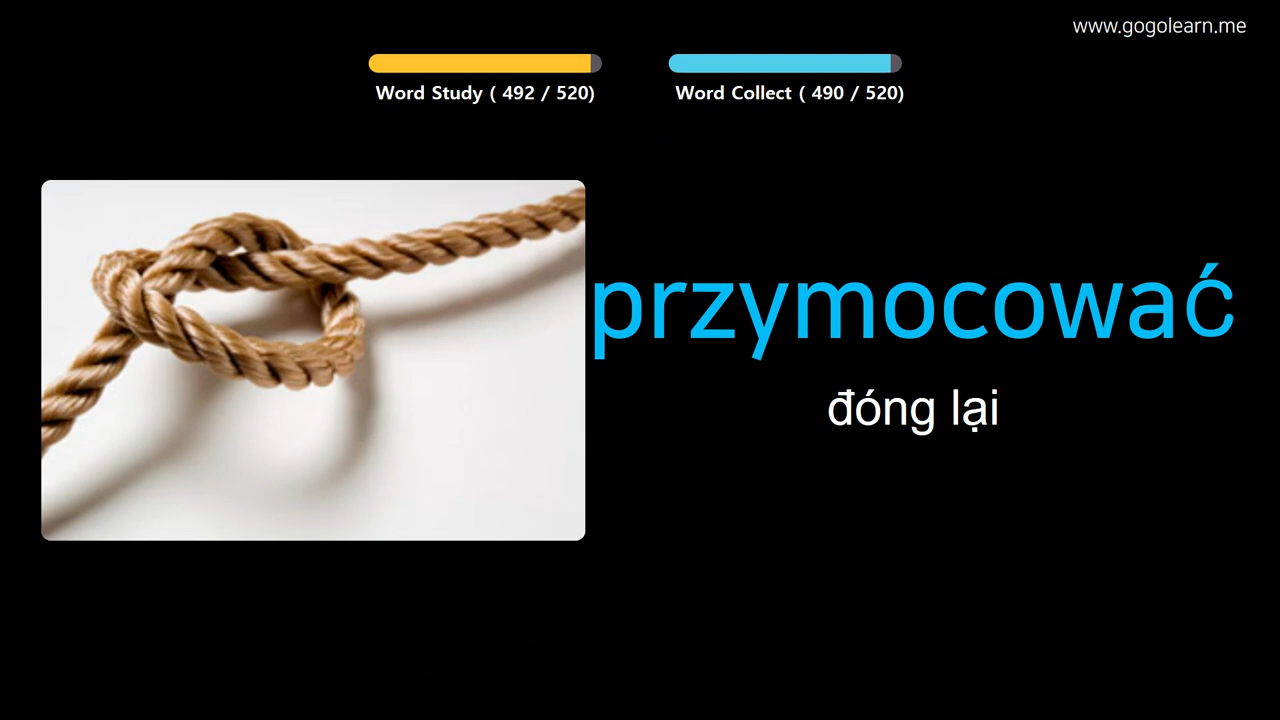 www.gogolearn.me
Word Study ( 492 / 520)
Word Collect ( 490 / 520)
przymocować
đóng lại